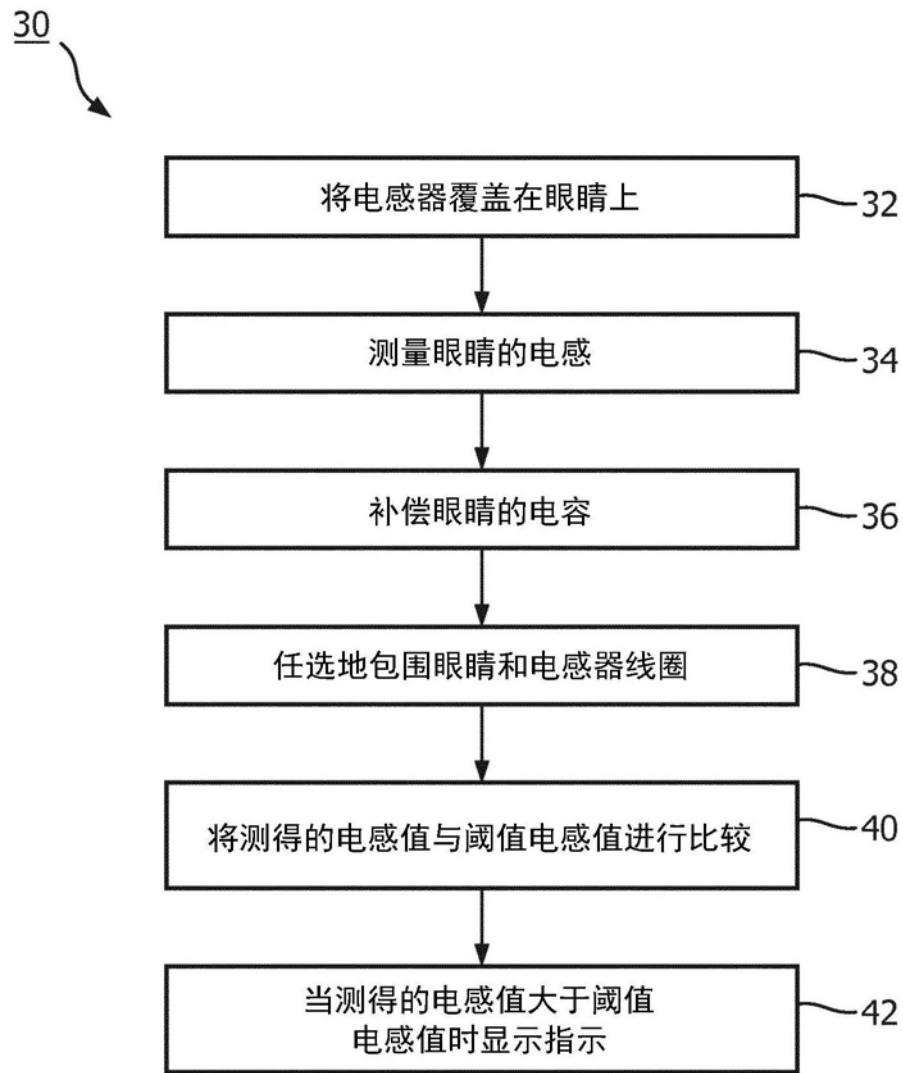 30
将电感器覆盖在眼睛上
32
测量眼睛的电感
34
补偿眼睛的电容
36
任选地包围眼睛和电感器线圈
38
将测得的电感值与阈值电感值进行比较
40
当测得的电感值大于阈值
电感值时显示指示
42